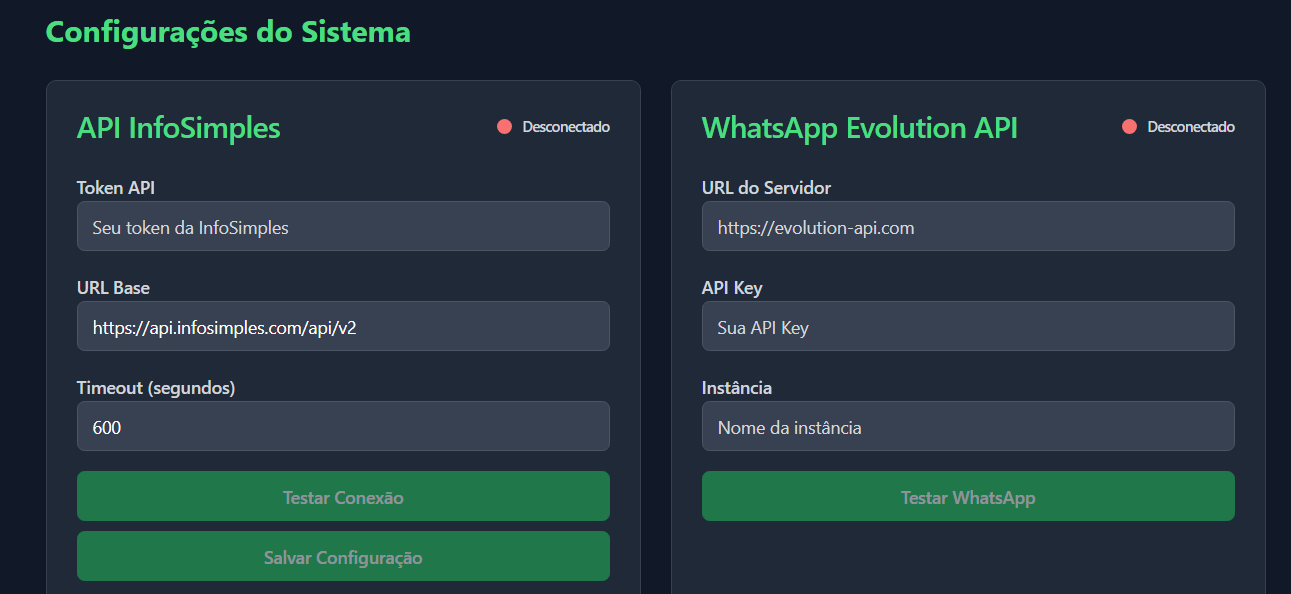 Configurações do Sistema
API InfoSimples
Desconectado
Token API
Seu token da InfoSimples
URL Base
https://api.infosimples.com/api/v2
Timeout (segundos)
600
Testar Conexão
Salvar Configuração
WhatsApp Evolution API
Desconectado
URL do Servidor
https://evolution-api.com
API Key
Sua API Key
Instância
Nome da instância
Testar WhatsApp